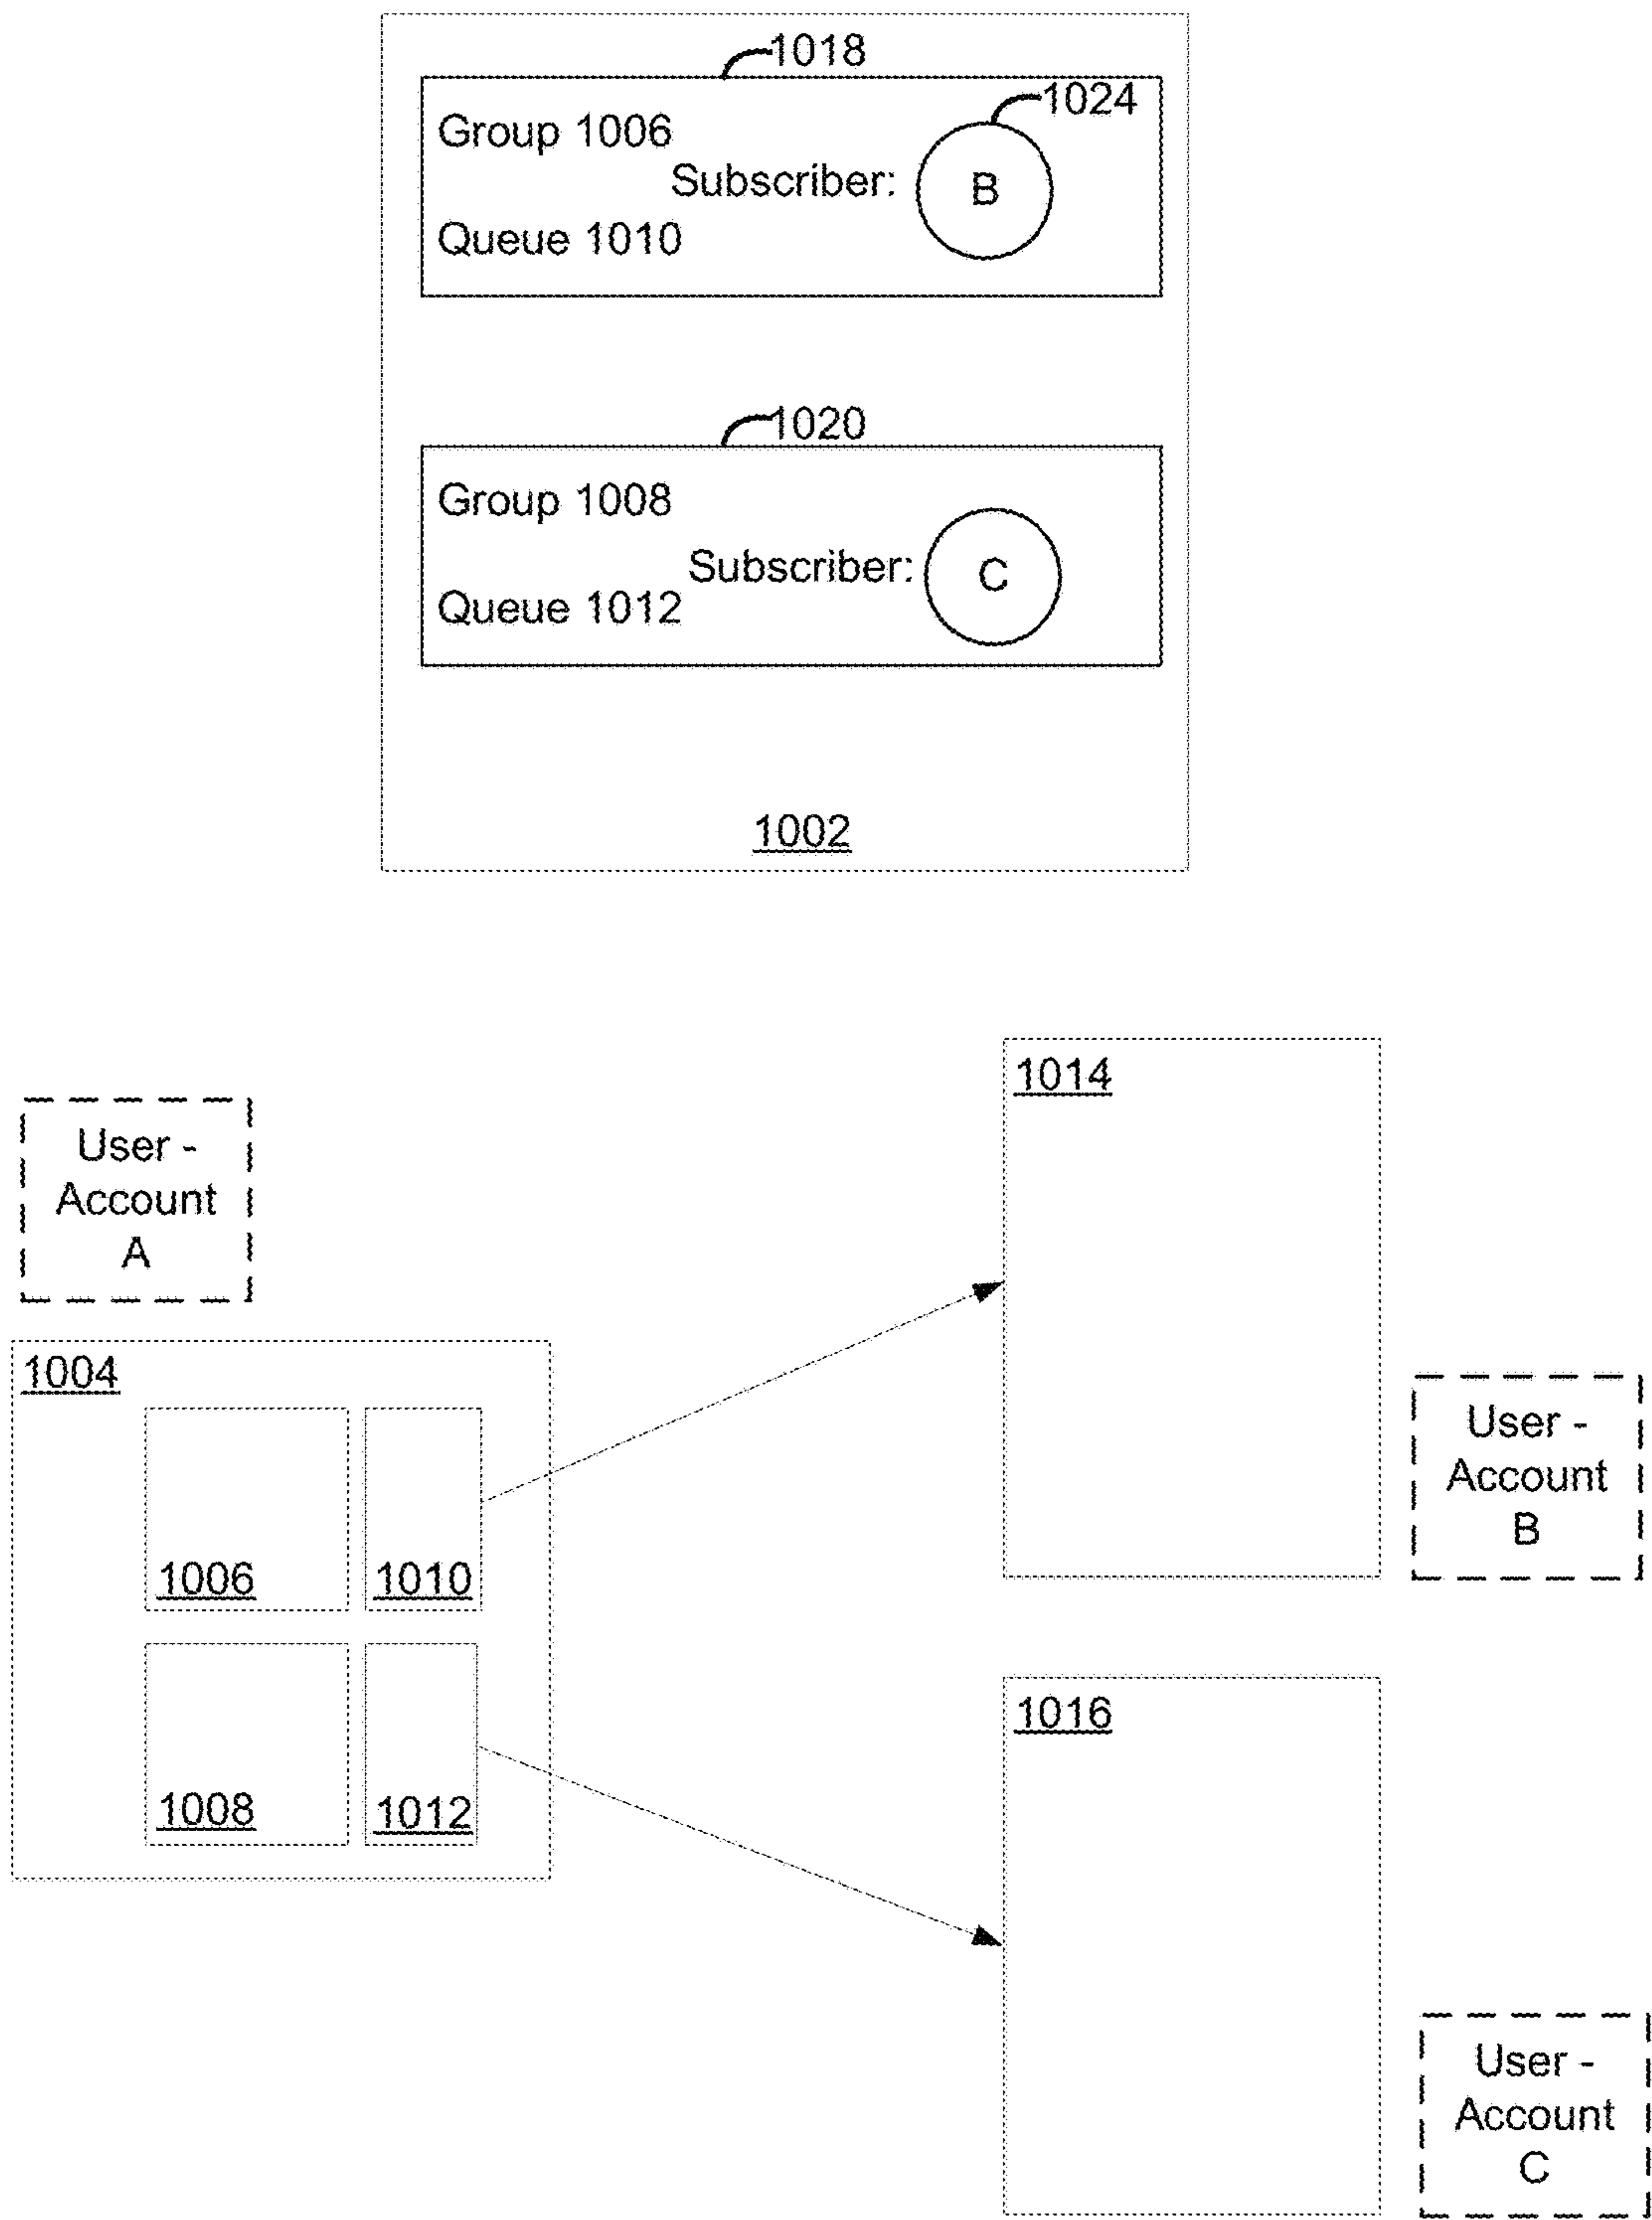 1018
1024
Group 1006
Subscriber:
B
Queue 1010
1020
Group 1008
Subscriber:
C
Queue 1012
1002
1014
User -
Account
A
1004
User -
Account
B
1006
1010
1016
1008
1012
User -
Account
C